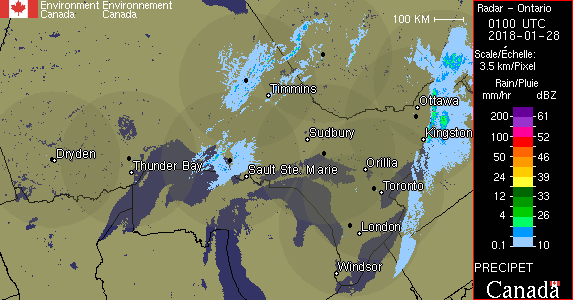 Environment Environnement
Canada Canada
100 KM
Radar - Ontario
0100 UTC
2018-01-28
Scale/Échelle:
3.5 km/Pixel
Rain/Pluie
mm/hr dBZ
200 61
100 52
50 46
24 39
12 33
4 26
0.1 10
PRECIPET
Canada
Timmins
Ottawa
Sudbury
Kingston
Dryden
Thunder Bay
Sault Ste. Marie
Orillia
Toronto
London
Windsor